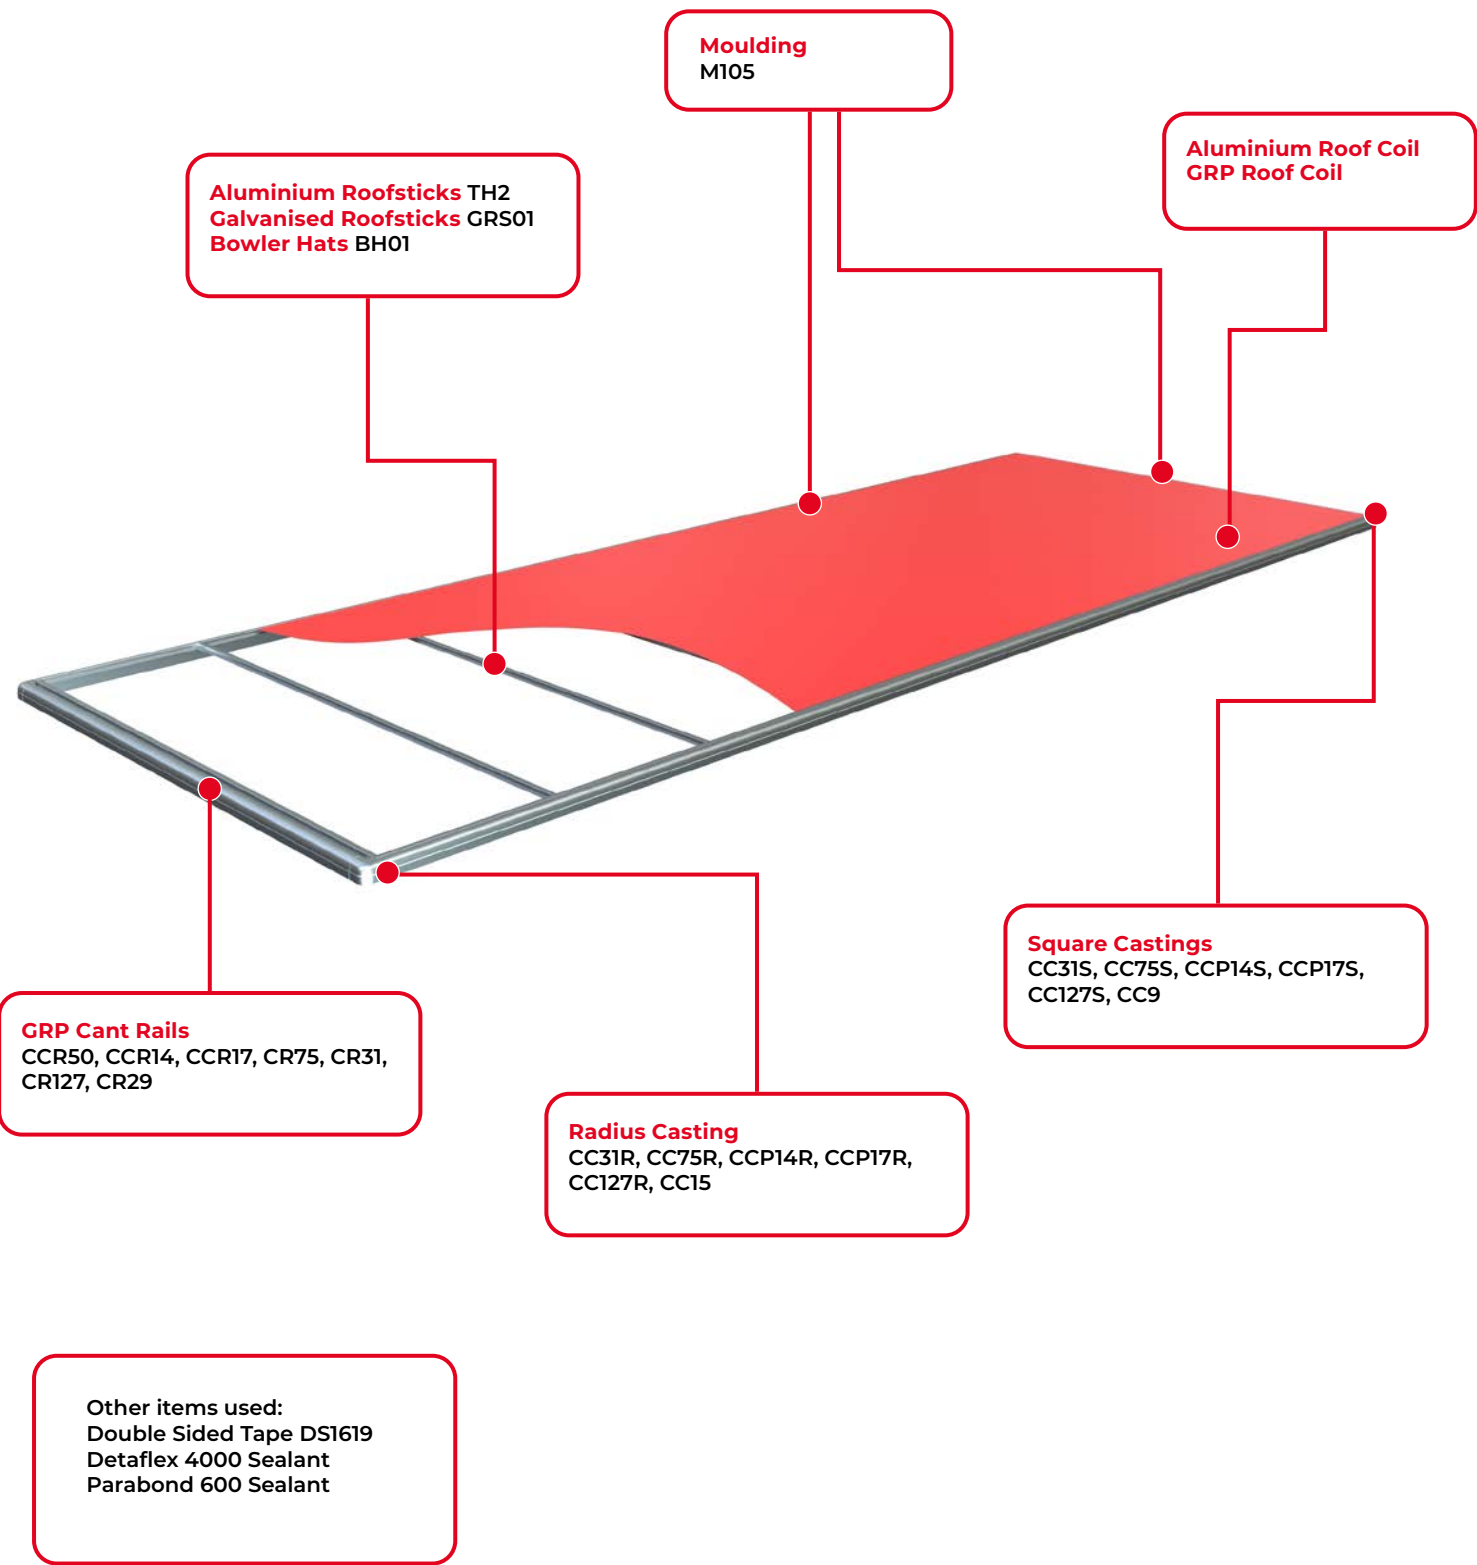 Moulding
M105
Aluminium Roof Coil
GRP Roof Coil
Aluminium Roofsticks TH2
Galvanised Roofsticks GRS01
Bowler Hats BH01
Square Castings
CC31S, CC75S, CCP14S, CCP17S,
CC127S, CC9
GRP Cant Rails
CCR50, CCR14, CCR17, CR75, CR31,
CR127, CR29
Radius Casting
CC31R, CC75R, CCP14R, CCP17R,
CC127R, CC15
Other items used:
Double Sided Tape DS1619
Detaflex 4000 Sealant
Parabond 600 Sealant